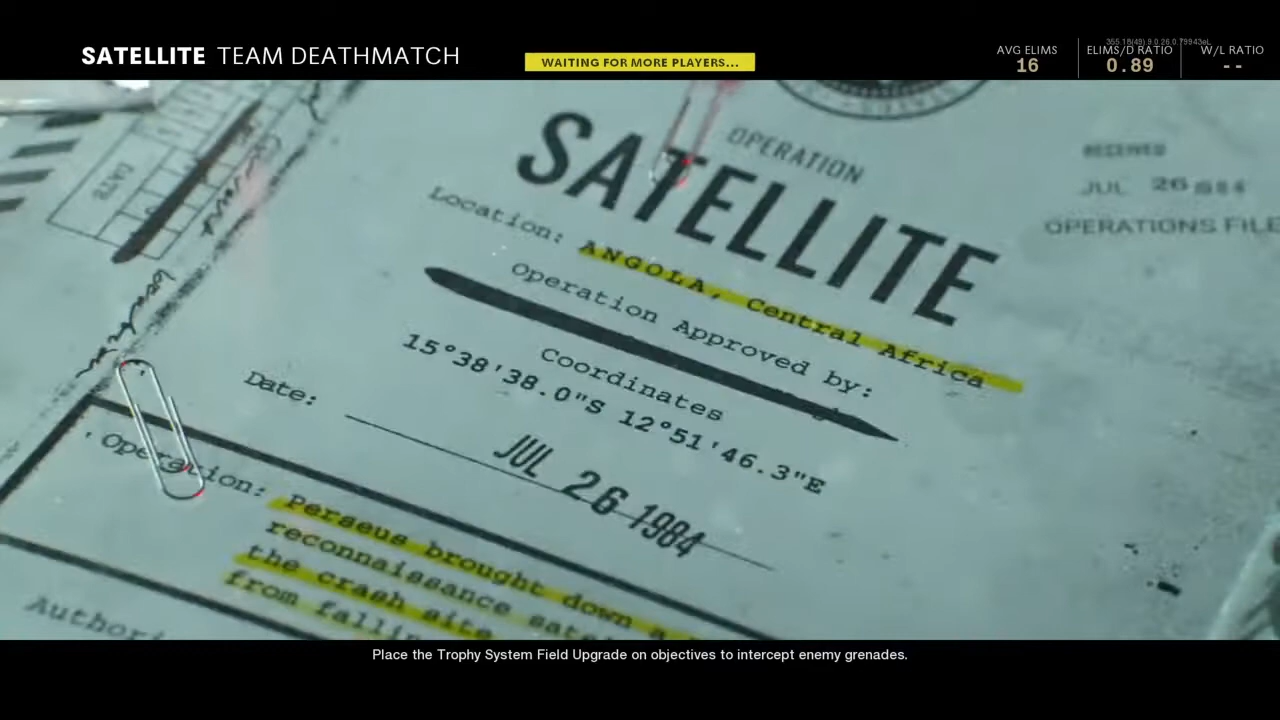 SATELLITE TEAM DEATHMATCH
WAITING FOR MORE PLAYERS...
AVG ELIMS
16
ELIMS/D RATIO
0.89
W/L RATIO
--
OPERATION
SATELLITE
RECEIVED
JUL 26 1984
OPERATIONS FILE
DATE
Location: ANGOLA, Central Africa
Operation Approved by:
Coordinates
15°38'38.0"S 12°51'46.3"E
Date:
JUL 26 1984
Operation: Perseus brought down a
reconnaissance
the crash site
from
Place the Trophy System Field Upgrade on objectives to intercept enemy grenades.